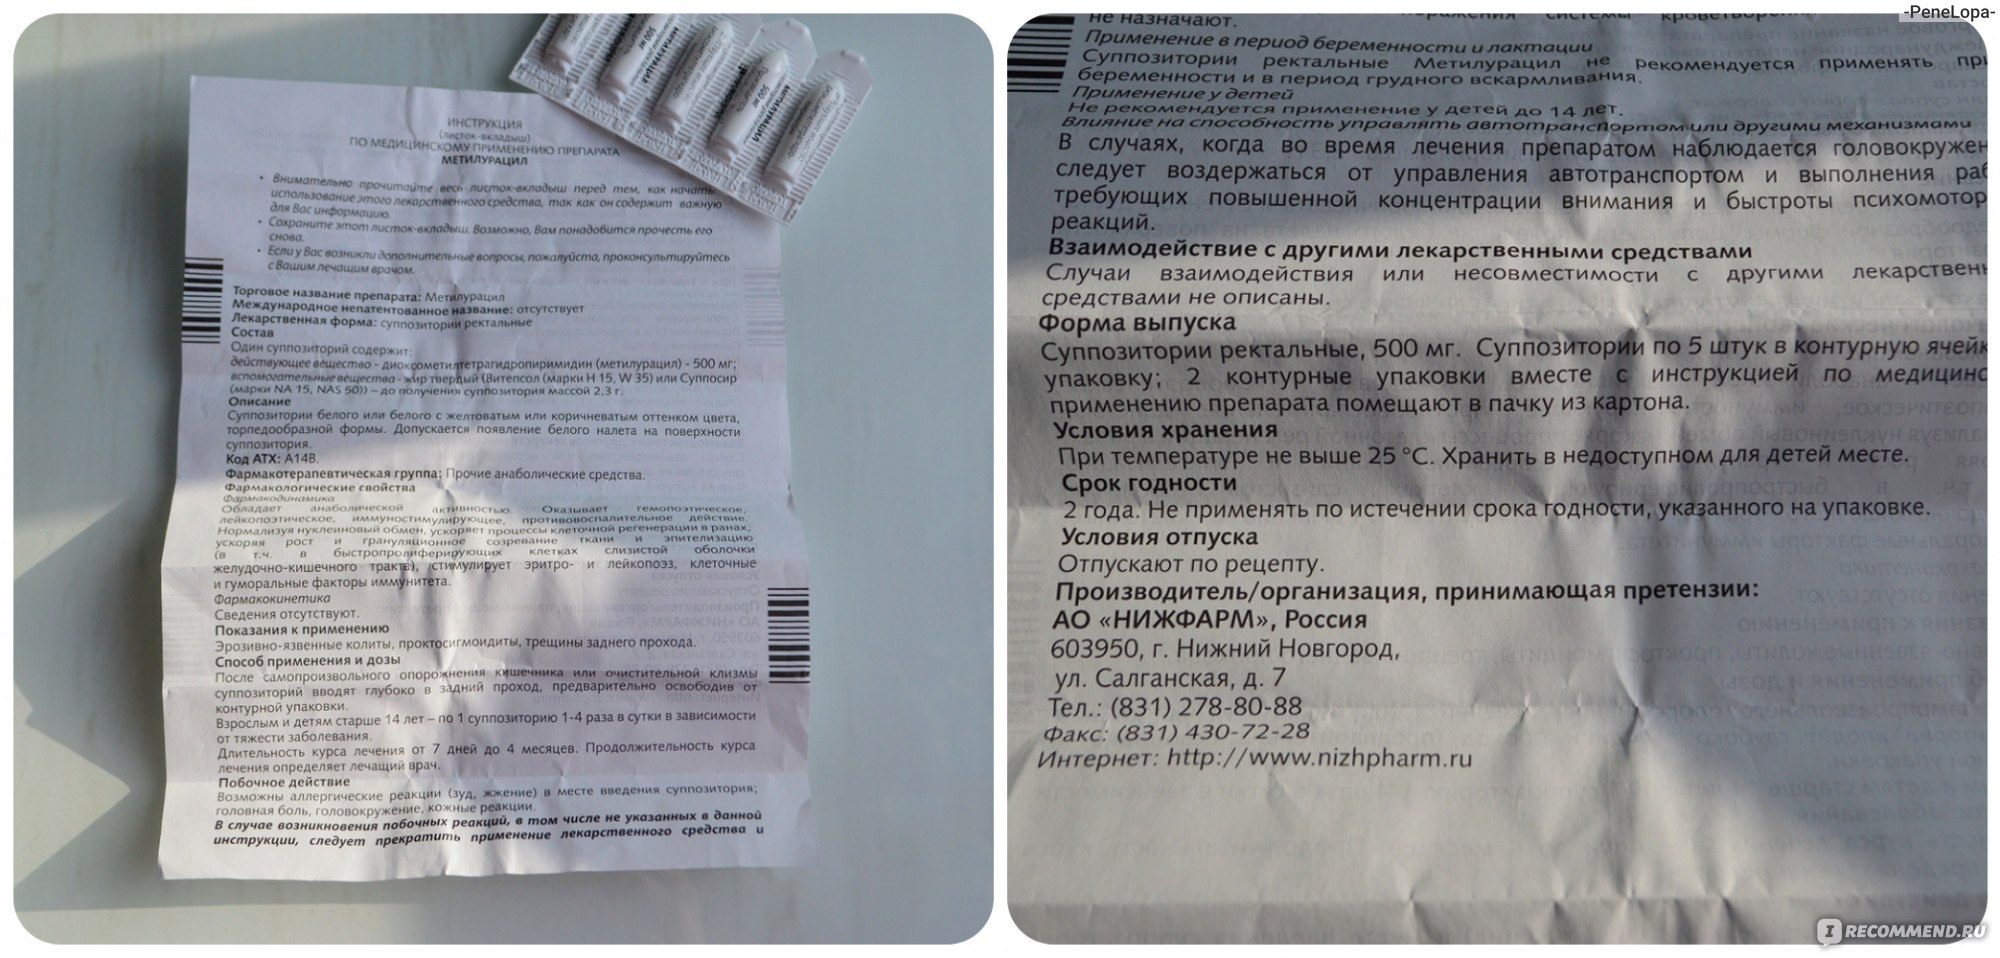 -PeneLopa-
МЕТИЛУРАЦИЛ
500 мг
ИНСТРУКЦИЯ
(листок-вкладыш)
ПО МЕДИЦИНСКОМУ ПРИМЕНЕНИЮ ПРЕПАРАТА
МЕТИЛУРАЦИЛ
• Внимательно прочитайте весь листок-вкладыш перед тем, как начать
использование этого лекарственного средства, так как он содержит важную
для Вас информацию.
• Сохраните этот листок-вкладыш. Возможно, Вам понадобится прочесть его
снова.
• Если у Вас возникли дополнительные вопросы, пожалуйста, проконсультируйтесь
с Вашим лечащим врачом.
Торговое название препарата: Метилурацил
Международное непатентованное название: отсутствует
Лекарственная форма: суппозитории ректальные
Состав
Один суппозиторий содержит:
действующее вещество - диоксометилтетрагидропиримидин (метилурацил) - 500 мг;
вспомогательные вещества - жир твердый (Витепсол (марки H 15, W 35) или Суппосир
(марки NA 15, NAS 50)) – до получения суппозитория массой 2,3 г.
Описание
Суппозитории белого или белого с желтоватым или коричневатым оттенком цвета,
торпедообразной формы. Допускается появление белого налета на поверхности
суппозитория.
Код АТХ: A14B.
Фармакотерапевтическая группа: Прочие анаболические средства.
Фармакологические свойства
Фармакодинамика
Обладает анаболической активностью. Оказывает гемопоэтическое,
лейкопоэтическое, иммуностимулирующее, противовоспалительное действие.
Нормализуя нуклеиновый обмен, ускоряет процессы клеточной регенерации в ранах,
ускоряя рост и грануляционное созревание ткани и эпителизацию
(в т.ч. в быстропролиферирующих клетках слизистой оболочки
желудочно-кишечного тракта), стимулирует эритро- и лейкопоэз, клеточные
и гуморальные факторы иммунитета.
Фармакокинетика
Сведения отсутствуют.
Показания к применению
Эрозивно-язвенные колиты, проктосигмоидиты, трещины заднего прохода.
Способ применения и дозы
После самопроизвольного опорожнения кишечника или очистительной клизмы
суппозиторий вводят глубоко в задний проход, предварительно освободив от
контурной упаковки.
Взрослым и детям старше 14 лет – по 1 суппозиторию 1-4 раза в сутки в зависимости
от тяжести заболевания.
Длительность курса лечения от 7 дней до 4 месяцев. Продолжительность курса
лечения определяет лечащий врач.
Побочное действие
Возможны аллергические реакции (зуд, жжение) в месте введения суппозитория;
головная боль, головокружение, кожные реакции.
В случае возникновения побочных реакций, в том числе не указанных в данной
инструкции, следует прекратить применение лекарственного средства и
системы
не назначают.
Применение в период беременности и лактации
Суппозитории ректальные Метилурацил не рекомендуется применять при
беременности и в период грудного вскармливания.
Применение у детей
Не рекомендуется применение у детей до 14 лет.
Влияние на способность управлять автотранспортом или другими механизмами
В случаях, когда во время лечения препаратом наблюдается головокружен
следует воздержаться от управления автотранспортом и выполнения раб
требующих повышенной концентрации внимания и быстроты психомотор
реакций.
Взаимодействие с другими лекарственными средствами
Случаи взаимодействия или несовместимости с другими лекарственн
средствами не описаны.
Форма выпуска
Суппозитории ректальные, 500 мг. Суппозитории по 5 штук в контурную ячейк
упаковку; 2 контурные упаковки вместе с инструкцией по медицинс
применению препарата помещают в пачку из картона.
Условия хранения
При температуре не выше 25 °С. Хранить в недоступном для детей месте.
Срок годности
2 года. Не применять по истечении срока годности, указанного на упаковке.
Условия отпуска
Отпускают по рецепту.
Производитель/организация, принимающая претензии:
АО «НИЖФАРМ», Россия
603950, г. Нижний Новгород,
ул. Салганская, д. 7
Тел.: (831) 278-80-88
Факс: (831) 430-72-28
Интернет: http://www.nizhpharm.ru
I RECOMMEND.RU